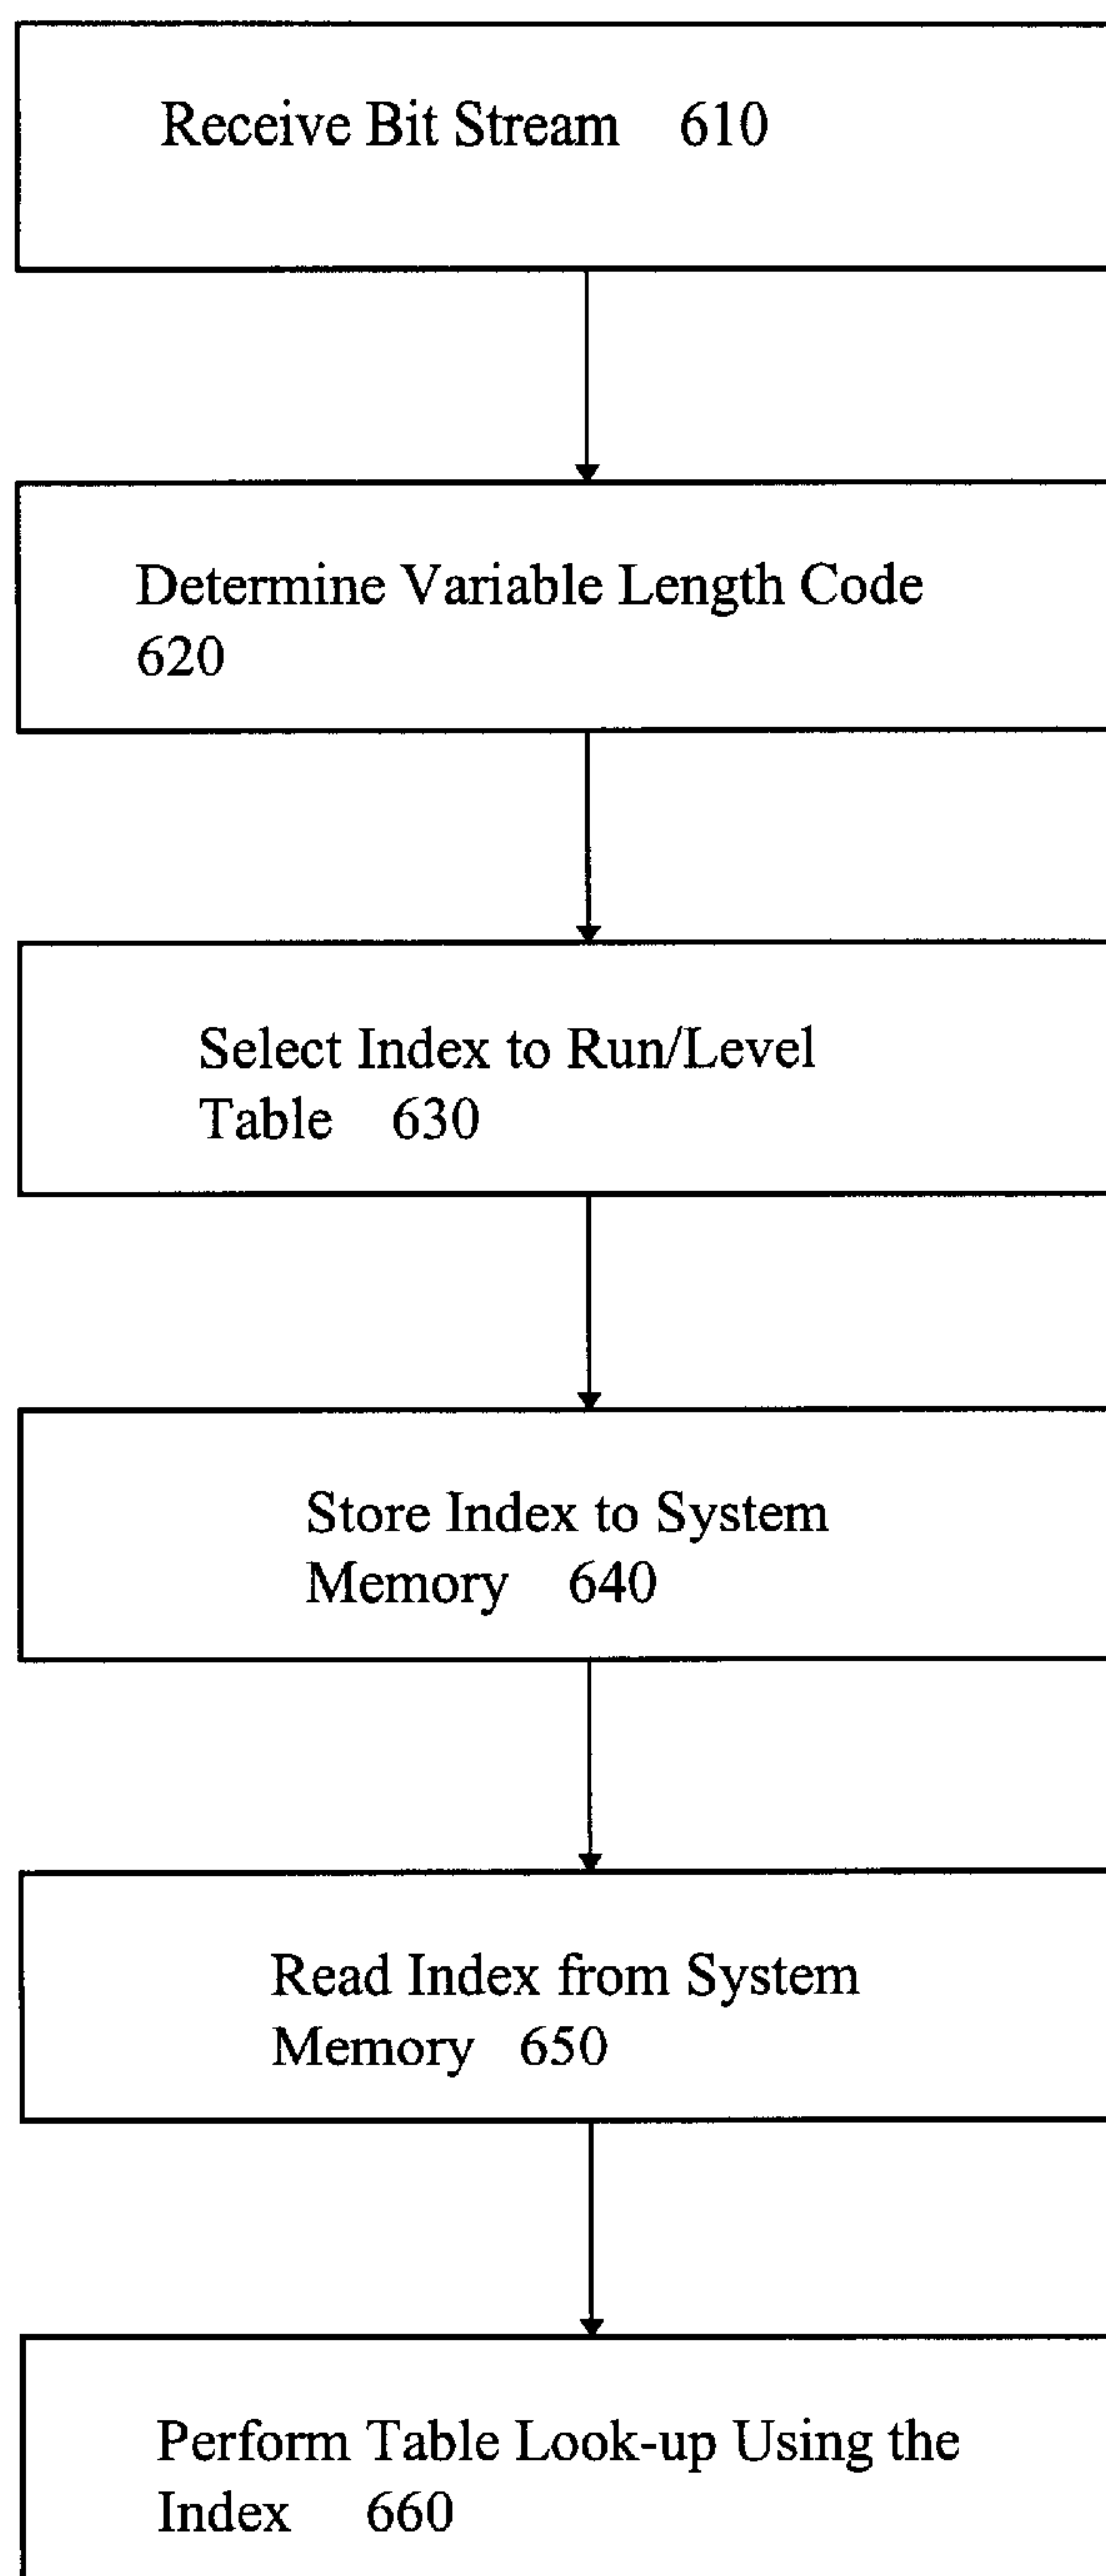 Receive Bit Stream 610
Determine Variable Length Code
620
Select Index to Run/Level
Table 630
Store Index to System
Memory 640
Read Index from System
Memory 650
Perform Table Look-up Using the
Index 660